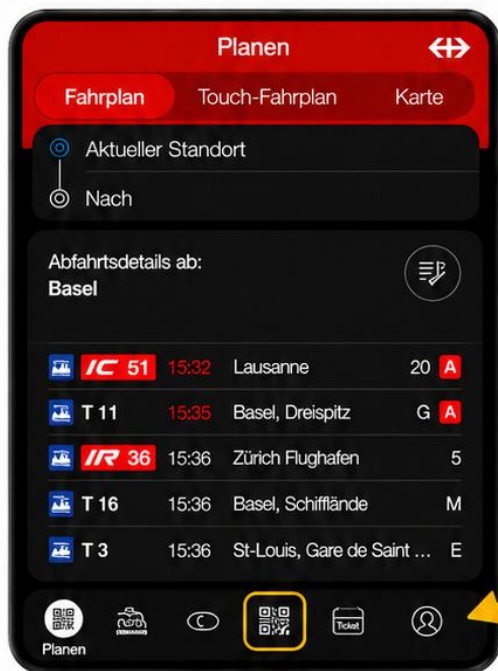 Planen
Fahrplan Touch-Fahrplan Karte
Aktueller Standort
Nach
Abfahrtsdetails ab:
Basel
IC 51 15:32 Lausanne 20 A
T 11 15:35 Basel, Dreispitz G A
IR 36 15:36 Zürich Flughafen 5
T 16 15:36 Basel, Schifflände M
T 3 15:36 St-Louis, Gare de Saint ... E
C Ticket
Planen